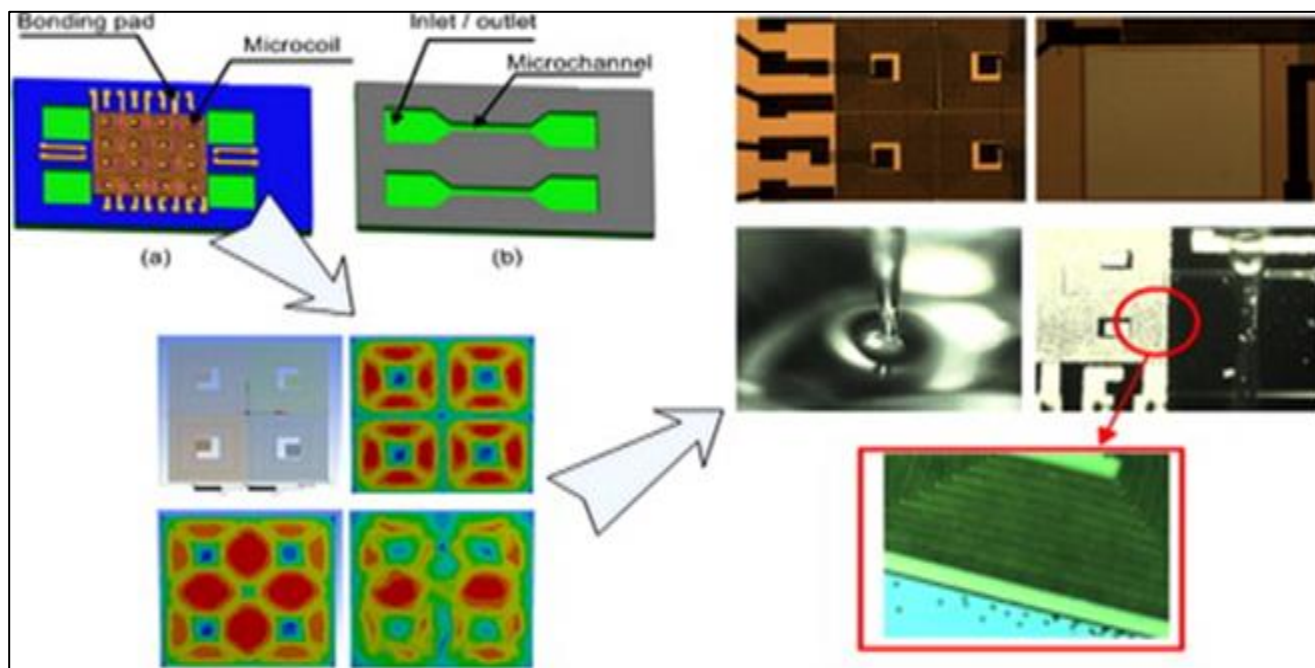 Bonding pad
Microcoil
Inlet / outlet
Microchannel
(a)
(b)